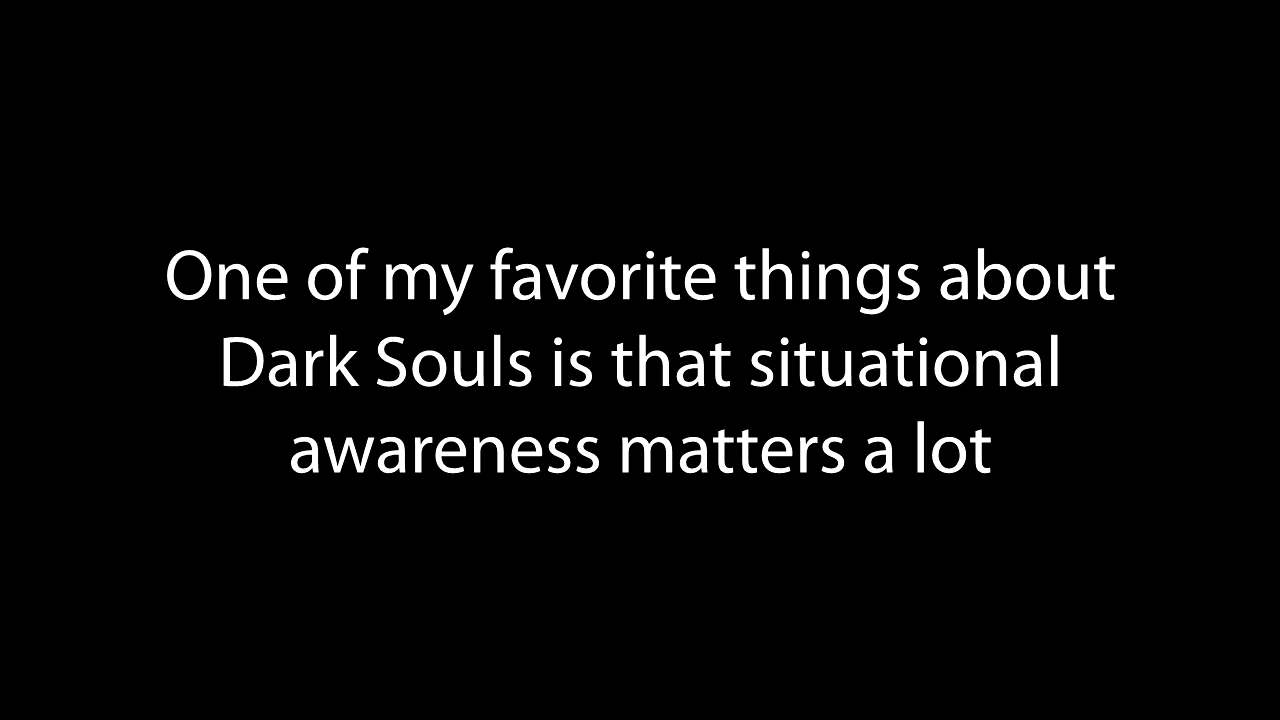 One of my favorite things about
Dark Souls is that situational
awareness matters a lot